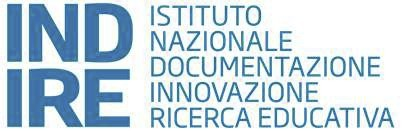 IND
IRE
ISTITUTO
NAZIONALE
DOCUMENTAZIONE
INNOVAZIONE
RICERCA EDUCATIVA